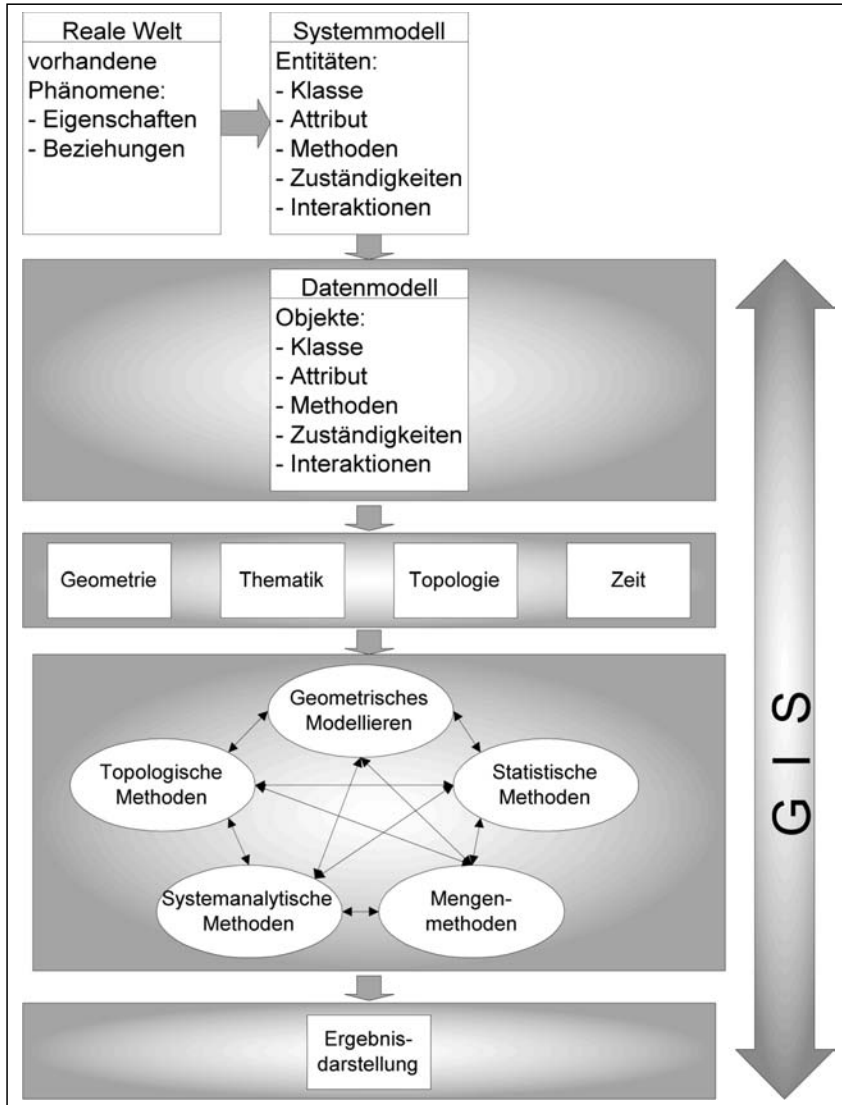 Reale Welt
vorhandene
Phänomene:
- Eigenschaften
- Beziehungen
Systemmodell
Entitäten:
- Klasse
- Attribut
- Methoden
- Zuständigkeiten
- Interaktionen
Datenmodell
Objekte:
- Klasse
- Attribut
- Methoden
- Zuständigkeiten
- Interaktionen
Geometrie
Thematik
Topologie
Zeit
Geometrisches
Modellieren
Topologische
Methoden
Statistische
Methoden
Systemanalytische
Methoden
Mengen-
methoden
Ergebnis-
darstellung
GIS